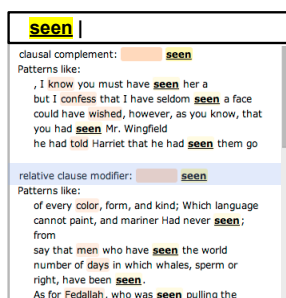 seen
clausal complement: seen
Patterns like:
, I know you must have seen her a
but I confess that I have seldom seen a face
could have wished, however, as you know, that
you had seen Mr. Wingfield
he had told Harriet that he had seen them go
relative clause modifier: seen
Patterns like:
of every color, form, and kind; Which language
cannot paint, and mariner Had never seen;
from
say that men who have seen the world
number of days in which whales, sperm or
right, have been seen.
As for Fedallah, who was seen pulling the